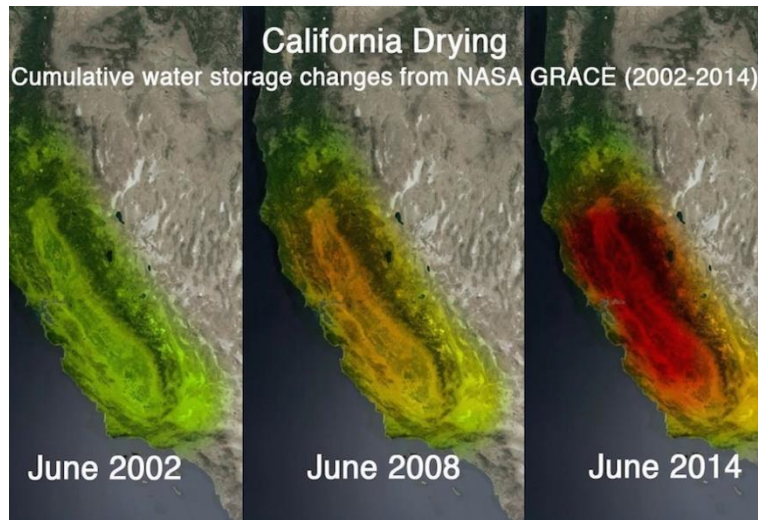 California Drying
Cumulative water storage changes from NASA GRACE (2002-2014)
June 2002
June 2008
June 2014